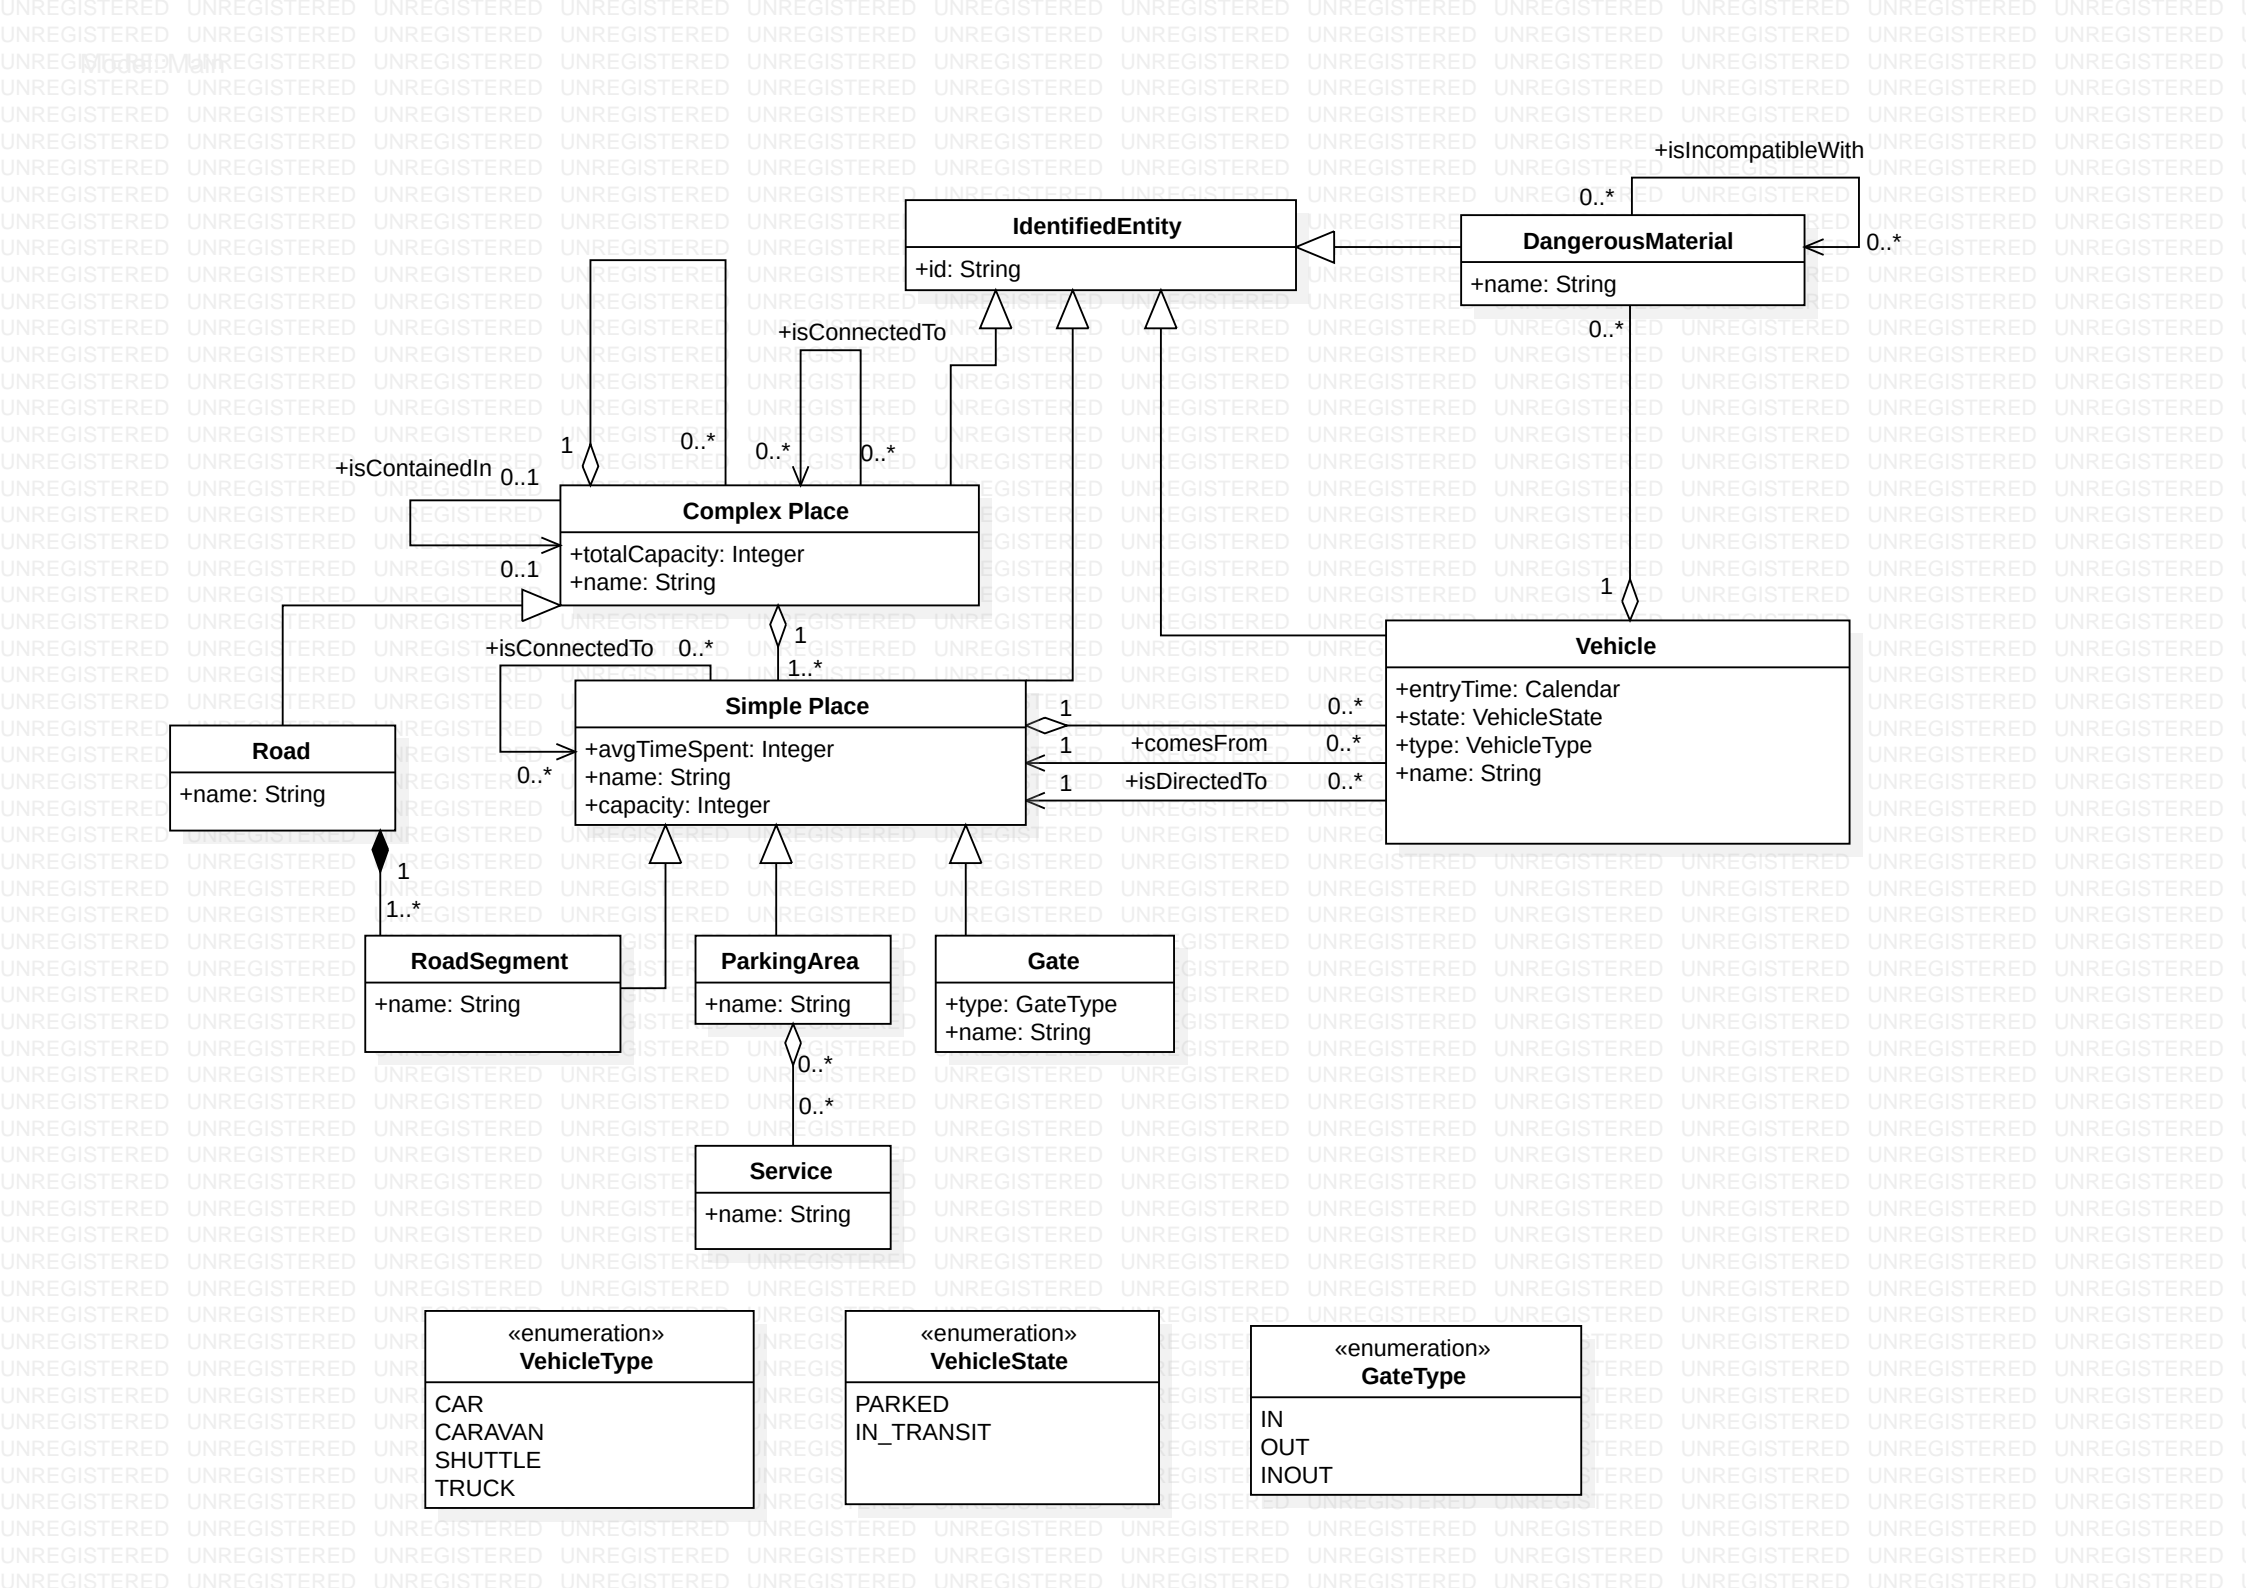 Model::Main
+isIncompatibleWith
0..*
0..*
IdentifiedEntity
+id: String
DangerousMaterial
+name: String
0..*
+isConnectedTo
1
0..*
0..*
0..*
+isContainedIn
0..1
Complex Place
+totalCapacity: Integer
+name: String
0..1
1
1..*
+isConnectedTo
0..*
0..*
1
Vehicle
+entryTime: Calendar
+state: VehicleState
+type: VehicleType
+name: String
Simple Place
+avgTimeSpent: Integer
+name: String
+capacity: Integer
1
0..*
1
+comesFrom
0..*
1
+isDirectedTo
0..*
Road
+name: String
1
1..*
RoadSegment
+name: String
ParkingArea
+name: String
Gate
+type: GateType
+name: String
0..*
0..*
Service
+name: String
«enumeration»
VehicleType
CAR
CARAVAN
SHUTTLE
TRUCK
«enumeration»
VehicleState
PARKED
IN_TRANSIT
«enumeration»
GateType
IN
OUT
INOUT
UNREGISTERED